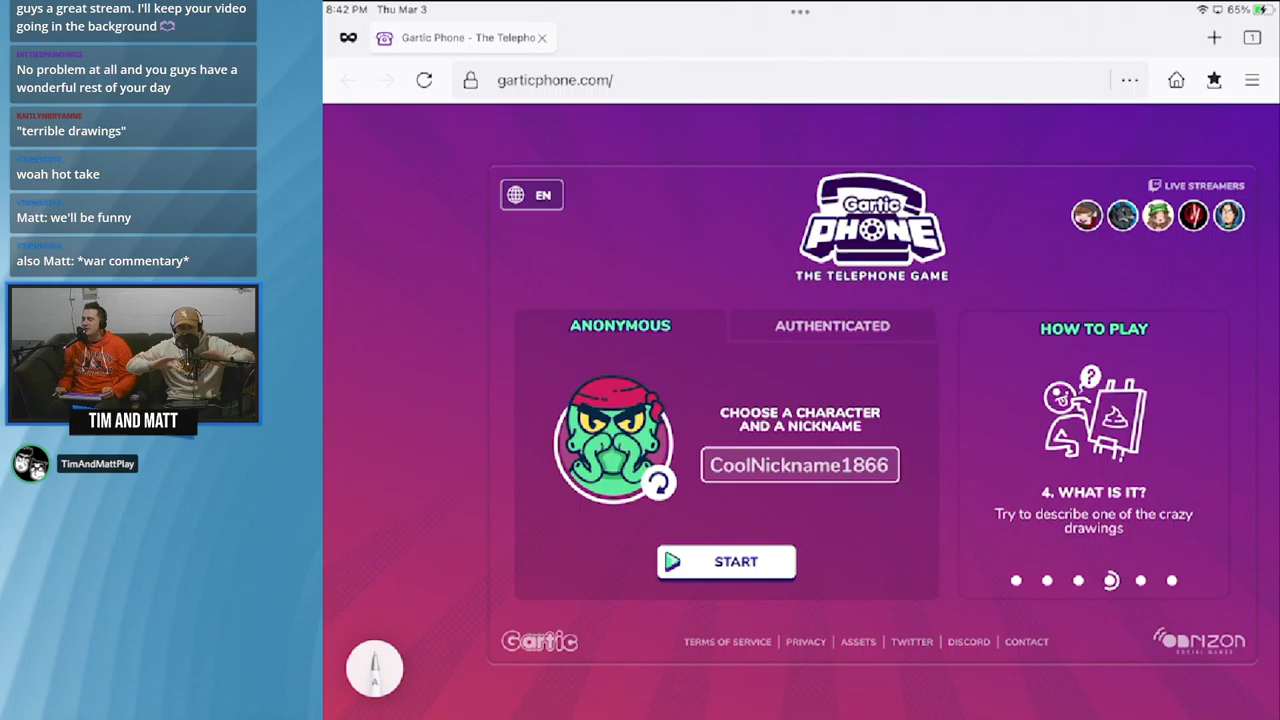 guys a great stream. I'll keep your video
going in the background
No problem at all and you guys have a
wonderful rest of your day
KAITLYNBRYANNE
"terrible drawings"
woah hot take
Matt: we'll be funny
also Matt: *war commentary*
TIM AND MATT
TimAndMattPlay
8:42 PM Thu Mar 3
65%
Gartic Phone - The Telepho
1
garticphone.com/
EN
Gartic
PHONE
THE TELEPHONE GAME
LIVE STREAMERS
ANONYMOUS
AUTHENTICATED
HOW TO PLAY
CHOOSE A CHARACTER
AND A NICKNAME
CoolNickname1866
?
4. WHAT IS IT?
Try to describe one of the crazy
drawings
START
Gartic
TERMS OF SERVICE | PRIVACY | ASSETS | TWITTER | DISCORD | CONTACT
ONRIZON
SOCIAL GAMES
A